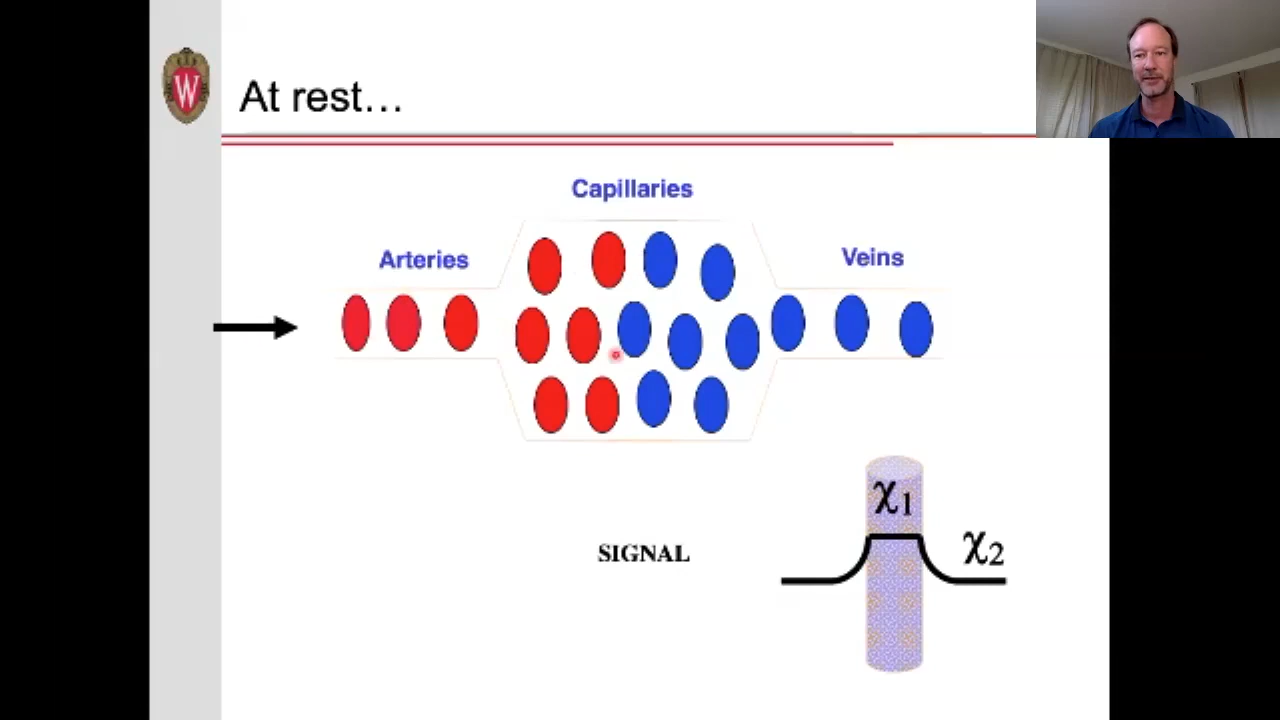 W
At rest...
Capillaries
Arteries
Veins
χ1
SIGNAL
χ2